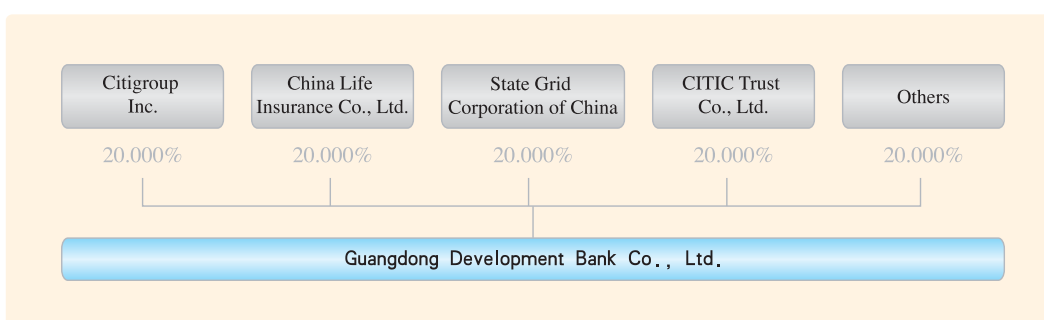 Citigroup
Inc.
China Life
Insurance Co., Ltd.
State Grid
Corporation of China
CITIC Trust
Co., Ltd.
Others
20.000%
20.000%
20.000%
20.000%
20.000%
Guangdong Development Bank Co., Ltd.